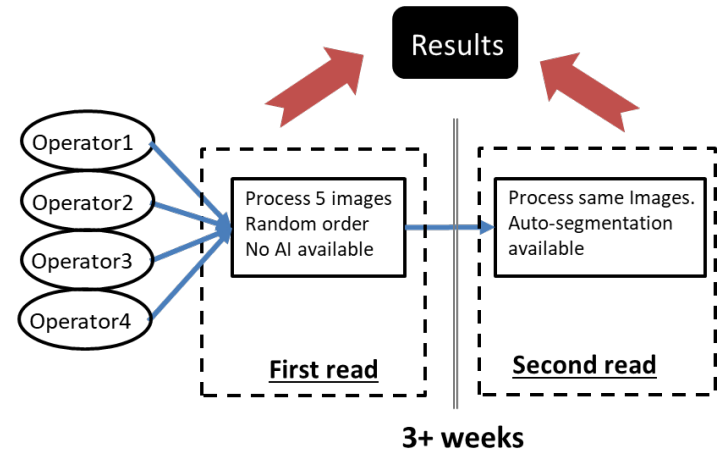 Results
Operator1
Operator2
Operator3
Operator4
Process 5 images
Random order
No AI available
First read
Process same Images.
Auto-segmentation
available
Second read
3+ weeks